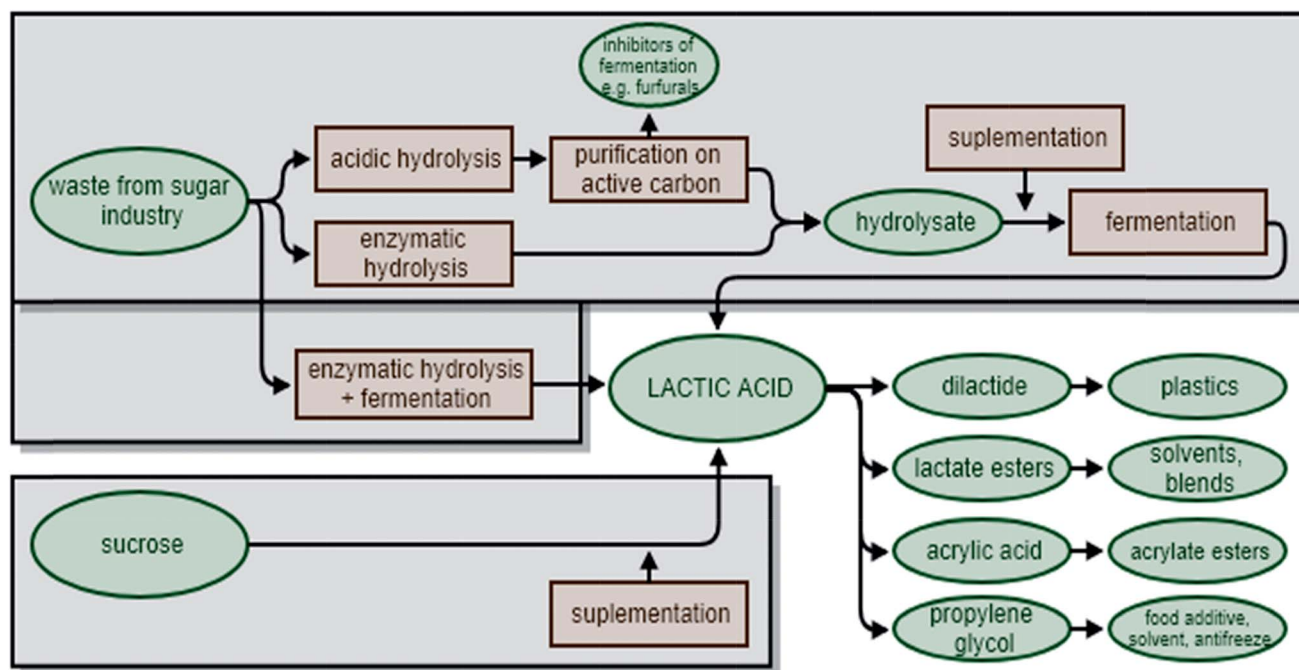 inhibitors of
fermentation
e.g. furfurals
suplementation
acidic hydrolysis
purification on
active carbon
waste from sugar
industry
hydrolysate
fermentation
enzymatic
hydrolysis
enzymatic hydrolysis
+ fermentation
LACTIC ACID
dilactide
plastics
lactate esters
solvents,
blends
sucrose
acrylic acid
acrylate esters
suplementation
propylene
glycol
food additive,
solvent, antifreeze